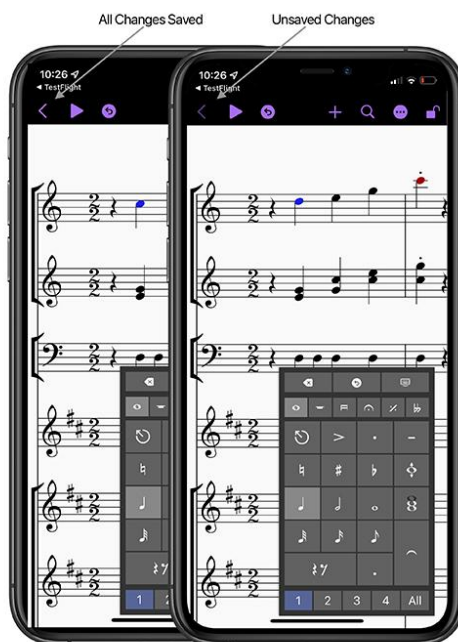 All Changes Saved
Unsaved Changes
10:26
◀ TestFlight
10:26
◀ TestFlight
1
1 2 3 4 All